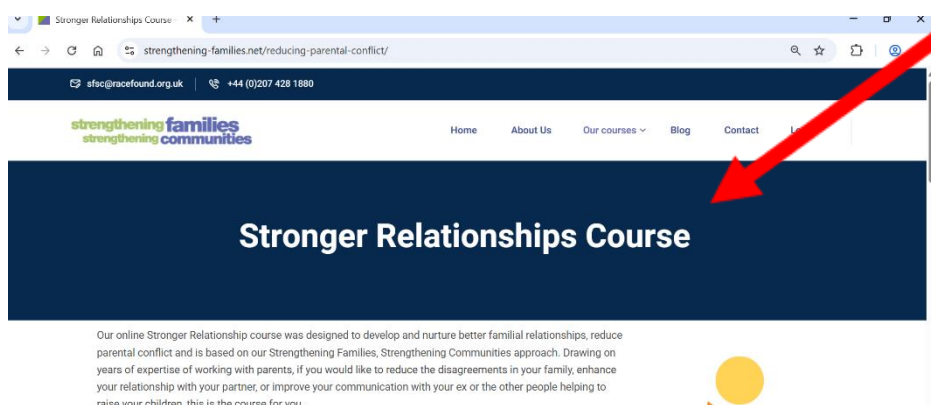 Stronger Relationships Course
strengthening-families.net/reducing-parental-conflict/
sfsc@racefound.org.uk +44 (0)207 428 1880
strengthening families
strengthening communities
Home About Us Our courses Blog Contact
Stronger Relationships Course
Our online Stronger Relationship course was designed to develop and nurture better familial relationships, reduce
parental conflict and is based on our Strengthening Families, Strengthening Communities approach. Drawing on
years of expertise of working with parents, if you would like to reduce the disagreements in your family, enhance
your relationship with your partner, or improve your communication with your ex or the other people helping to
raise your children, this is the course for you